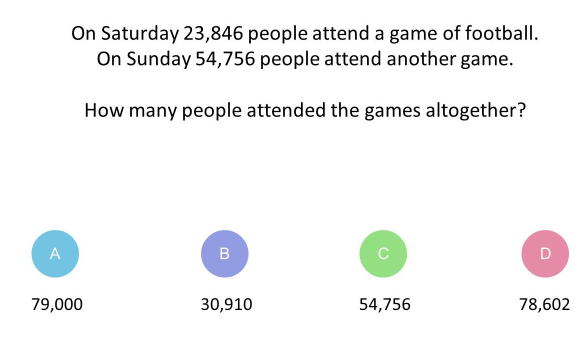 On Saturday 23,846 people attend a game of football.
On Sunday 54,756 people attend another game.
How many people attended the games altogether?
A B C D
79,000 30,910 54,756 78,602